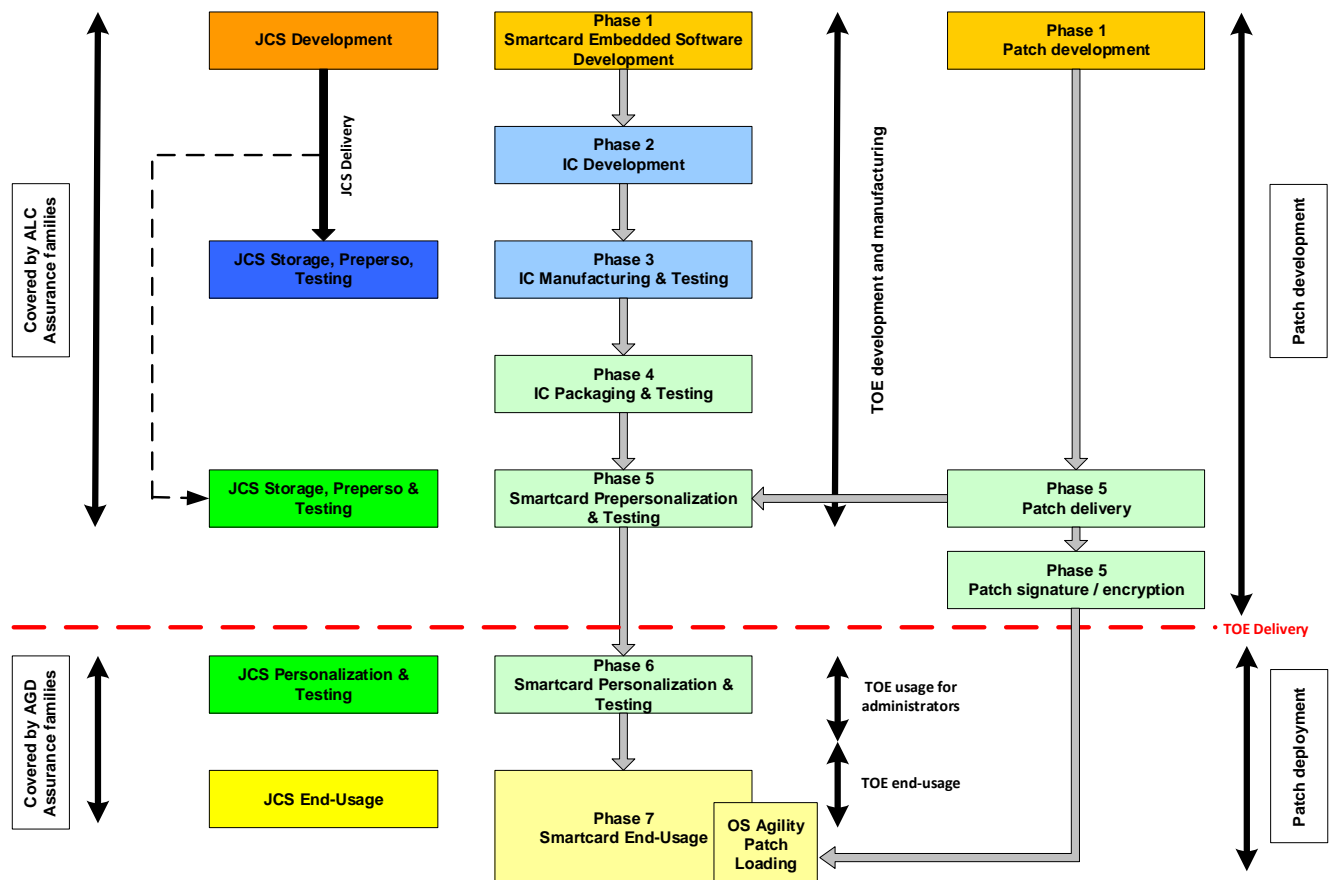 JCS Development
Phase 1
Smartcard Embedded Software
Development
Phase 1
Patch development
JCS Delivery
Phase 2
IC Development
Covered by ALC
Assurance families
JCS Storage, Preperso,
Testing
Phase 3
IC Manufacturing & Testing
TOE development and manufacturing
Patch development
Phase 4
IC Packaging & Testing
JCS Storage, Preperso &
Testing
Phase 5
Smartcard Prepersonalization
& Testing
Phase 5
Patch delivery
Phase 5
Patch signature / encryption
TOE Delivery
Covered by AGD
Assurance families
JCS Personalization &
Testing
Phase 6
Smartcard Personalization &
Testing
TOE usage for
administrators
Patch deployment
JCS End-Usage
Phase 7
Smartcard End-Usage
TOE end-usage
OS Agility
Patch
Loading